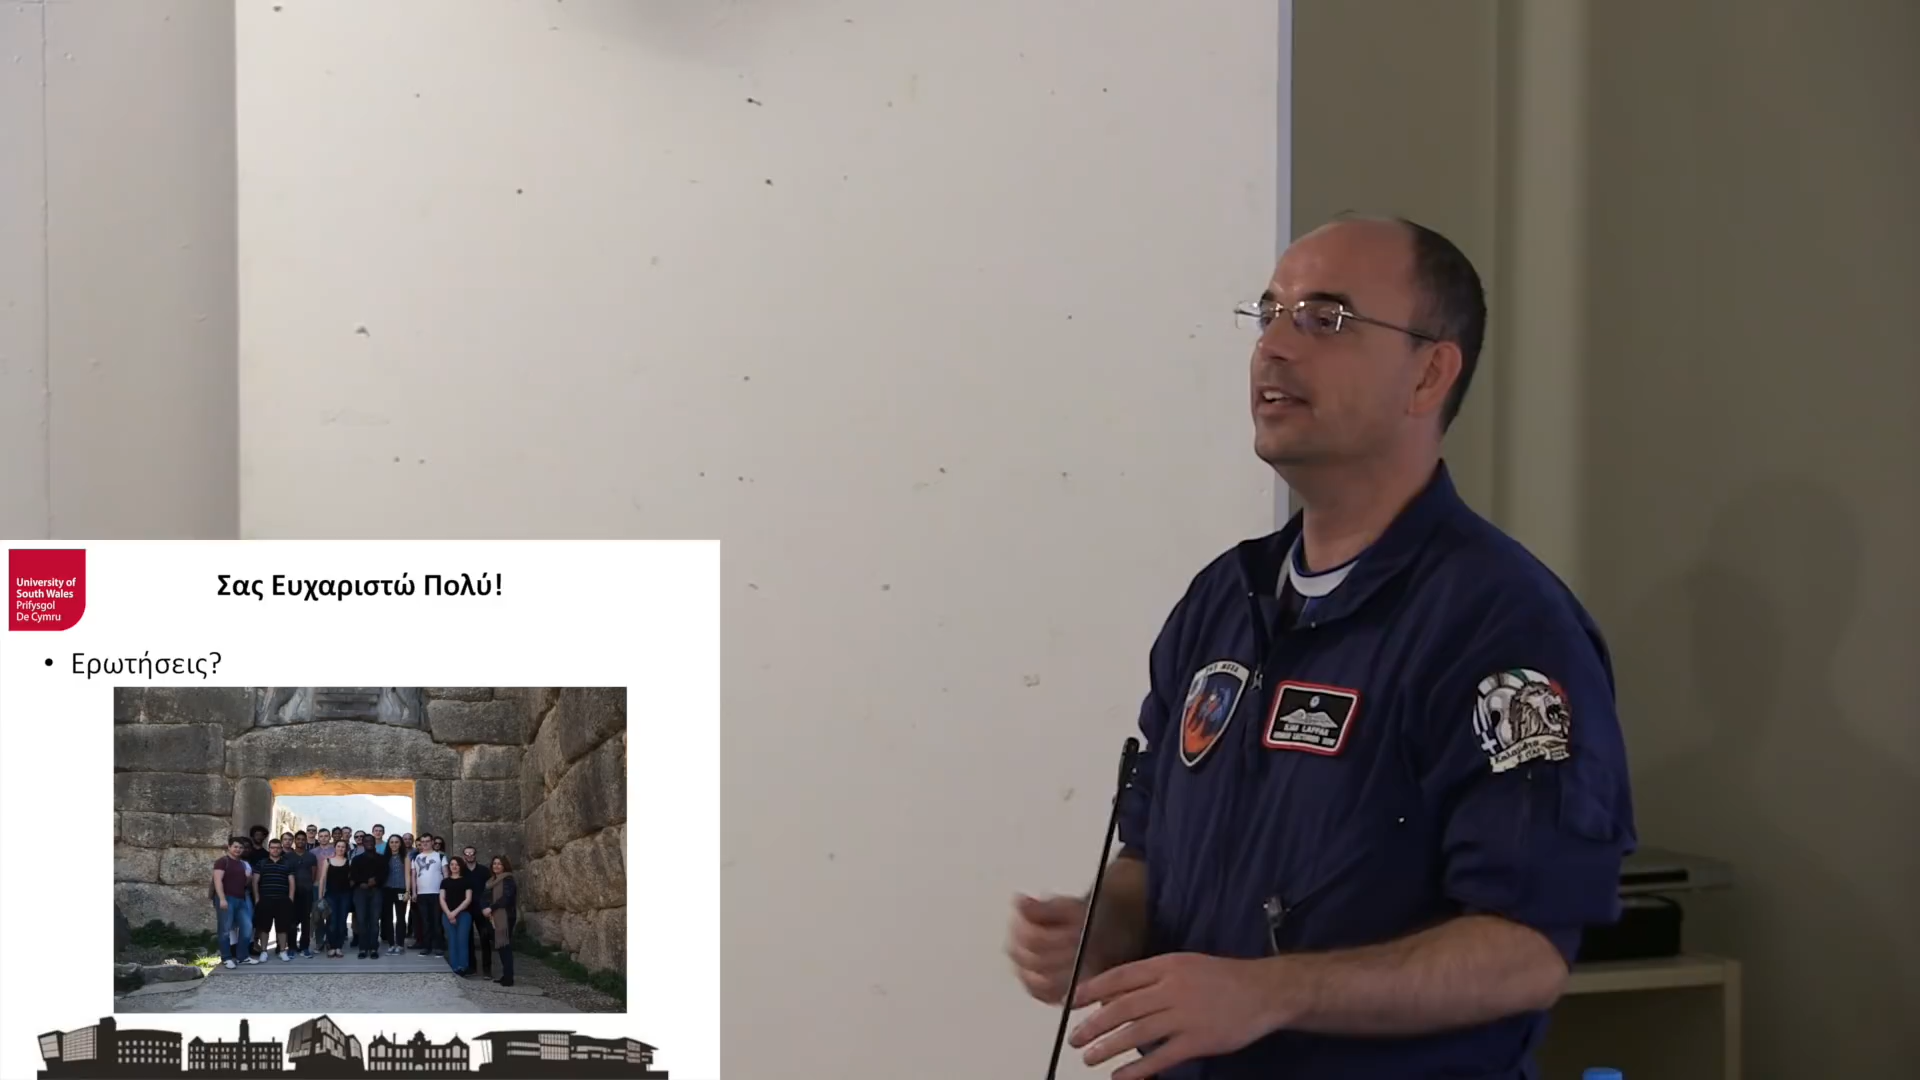 University of
South Wales
Prifysgol
De Cymru
Σας Ευχαριστώ Πολύ!
• Ερωτήσεις?